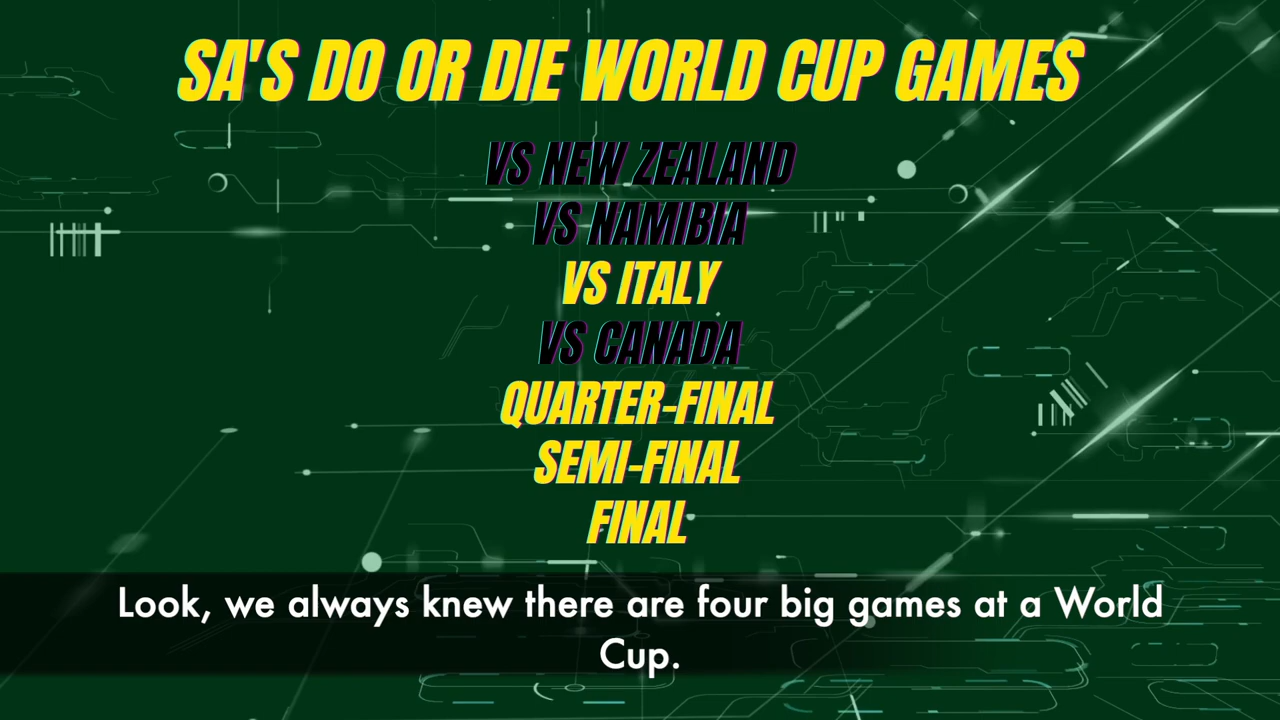 SA'S DO OR DIE WORLD CUP GAMES
VS NEW ZEALAND
VS NAMIBIA
VS ITALY
VS CANADA
QUARTER-FINAL
SEMI-FINAL
FINAL
Look, we always knew there are four big games at a World
Cup.